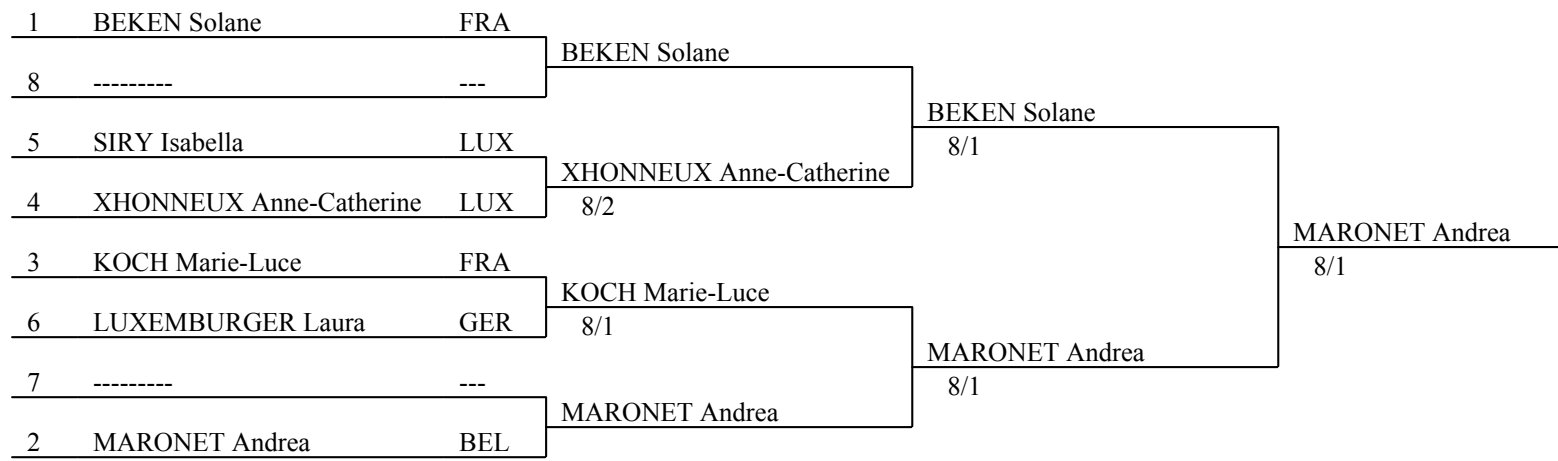 1 BEKEN Solane FRA
BEKEN Solane
8 --------- ---
BEKEN Solane
8/1
5 SIRY Isabella LUX
XHONNEUX Anne-Catherine
8/2
4 XHONNEUX Anne-Catherine LUX
MARONET Andrea
8/1
3 KOCH Marie-Luce FRA
KOCH Marie-Luce
8/1
6 LUXEMBURGER Laura GER
MARONET Andrea
8/1
7 --------- ---
MARONET Andrea
2 MARONET Andrea BEL